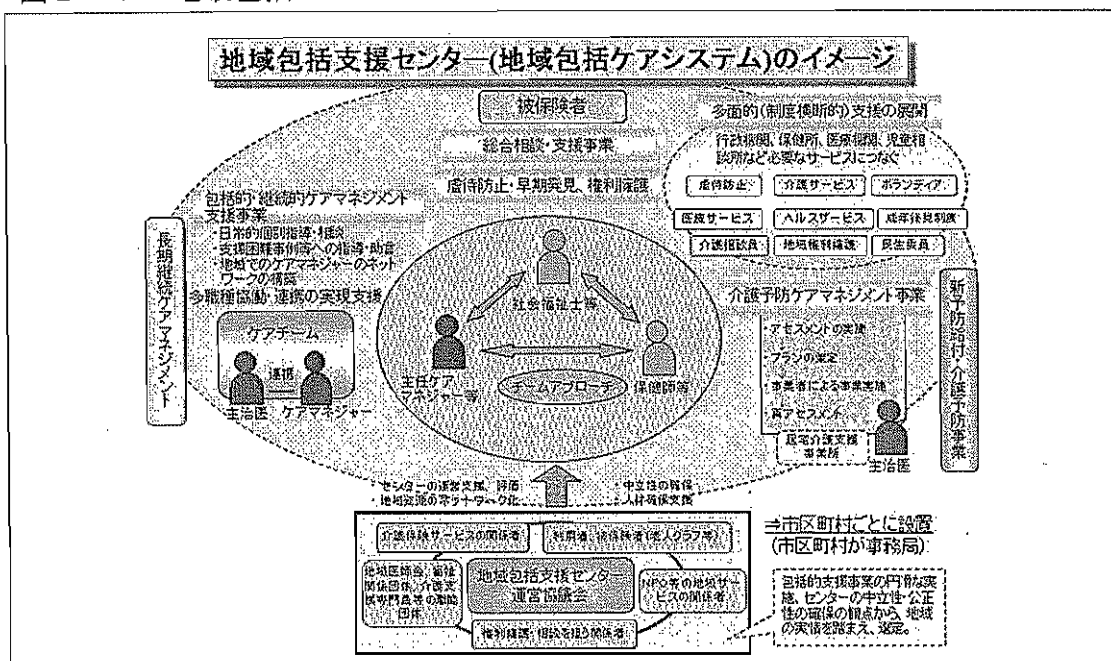 地域包括支援センター(地域包括ケアシステム)のイメージ
被保険者
総合相談・支援事業
虐待防止・早期発見、権利擁護
多面的(制度横断的)支援の展開
行政機関、保健所、医療機関、児童相
談所など必要なサービスにつなぐ
虐待防止
介護サービス
ボランティア
医療サービス
ヘルスサービス
成年後見制度
介護相談員
地域権利擁護
民生委員
包括的・継続的ケアマネジメント
支援事業
・日常的個別指導・相談
・支援困難事例等への指導・助言
・地域でのケアマネジャーのネット
ワークの構築
多職種協働・連携の実現支援
長期継続ケアマネジメント
ケアチーム
連携
主治医
ケアマネジャー
社会福祉士等
主任ケア
マネジャー等
チームアプローチ
保健師等
介護予防ケアマネジメント事業
・アセスメントの実施
・プランの策定
・事業者による事業実施
・再アセスメント
居宅介護支援
事業所
主治医
新予防給付・介護予防事業
・センターの運営支援、評価
・地域資源のネットワーク化
・中立性の確保
・人材確保支援
介護保険サービスの関係者
利用者、被保険者(老人クラブ等)
地域医師会、福祉
関係団体、介護支
援専門員等の職能
団体
地域包括支援センター
運営協議会
NPO等の地域サー
ビスの関係者
権利擁護・相談を担う関係者
⇒市区町村ごとに設置
(市区町村が事務局)
包括的支援事業の円滑な実
施、センターの中立性・公正
性の確保の観点から、地域
の実情を踏まえ、選定。